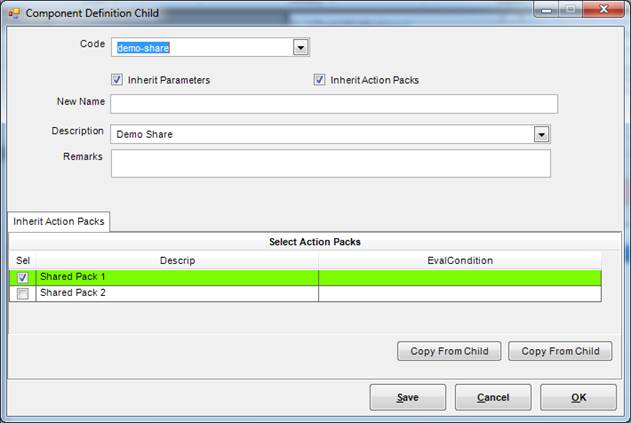 Component Definition Child
Code demo-share
Inherit Parameters Inherit Action Packs
New Name
Description Demo Share
Remarks
Inherit Action Packs
Select Action Packs
Sel Descrip EvalCondition
Shared Pack 1
Shared Pack 2
Copy From Child Copy From Child
Save Cancel OK